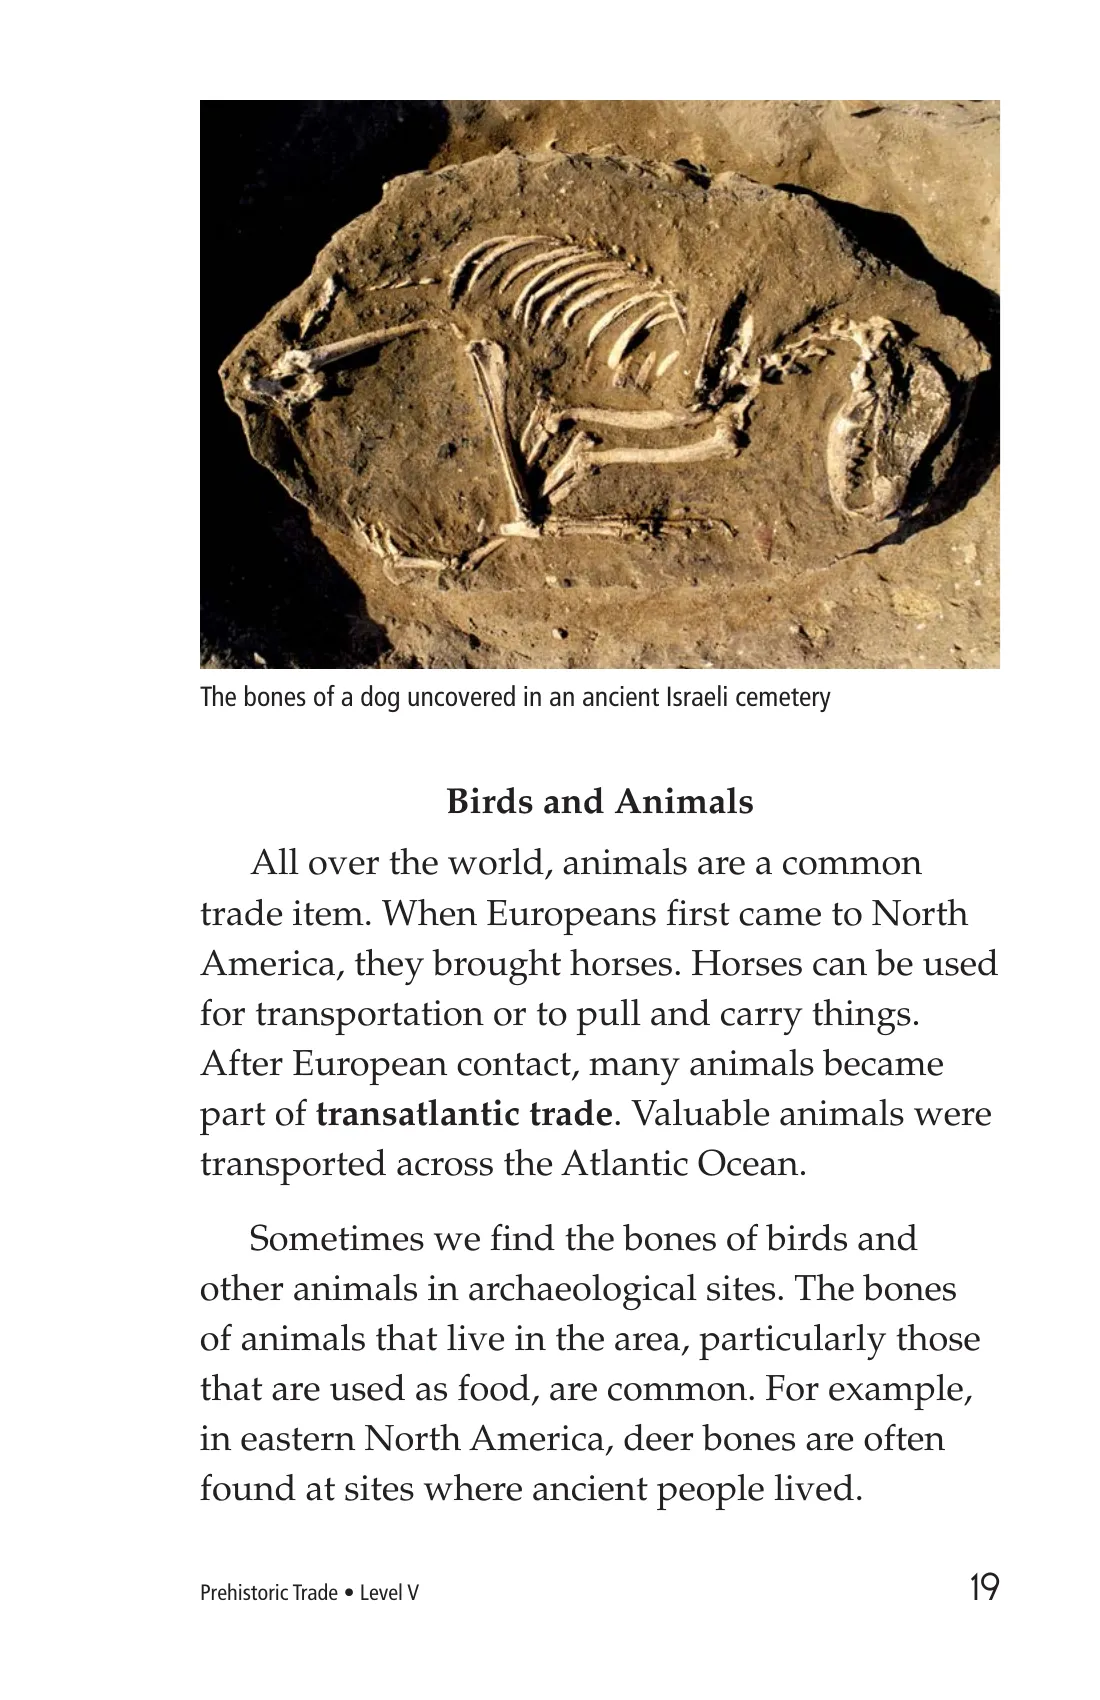 The bones of a dog uncovered in an ancient Israeli cemetery
Birds and Animals
All over the world, animals are a common
trade item. When Europeans first came to North
America, they brought horses. Horses can be used
for transportation or to pull and carry things.
After European contact, many animals became
part of transatlantic trade. Valuable animals were
transported across the Atlantic Ocean.
Sometimes we find the bones of birds and
other animals in archaeological sites. The bones
of animals that live in the area, particularly those
that are used as food, are common. For example,
in eastern North America, deer bones are often
found at sites where ancient people lived.
Prehistoric Trade • Level V
19